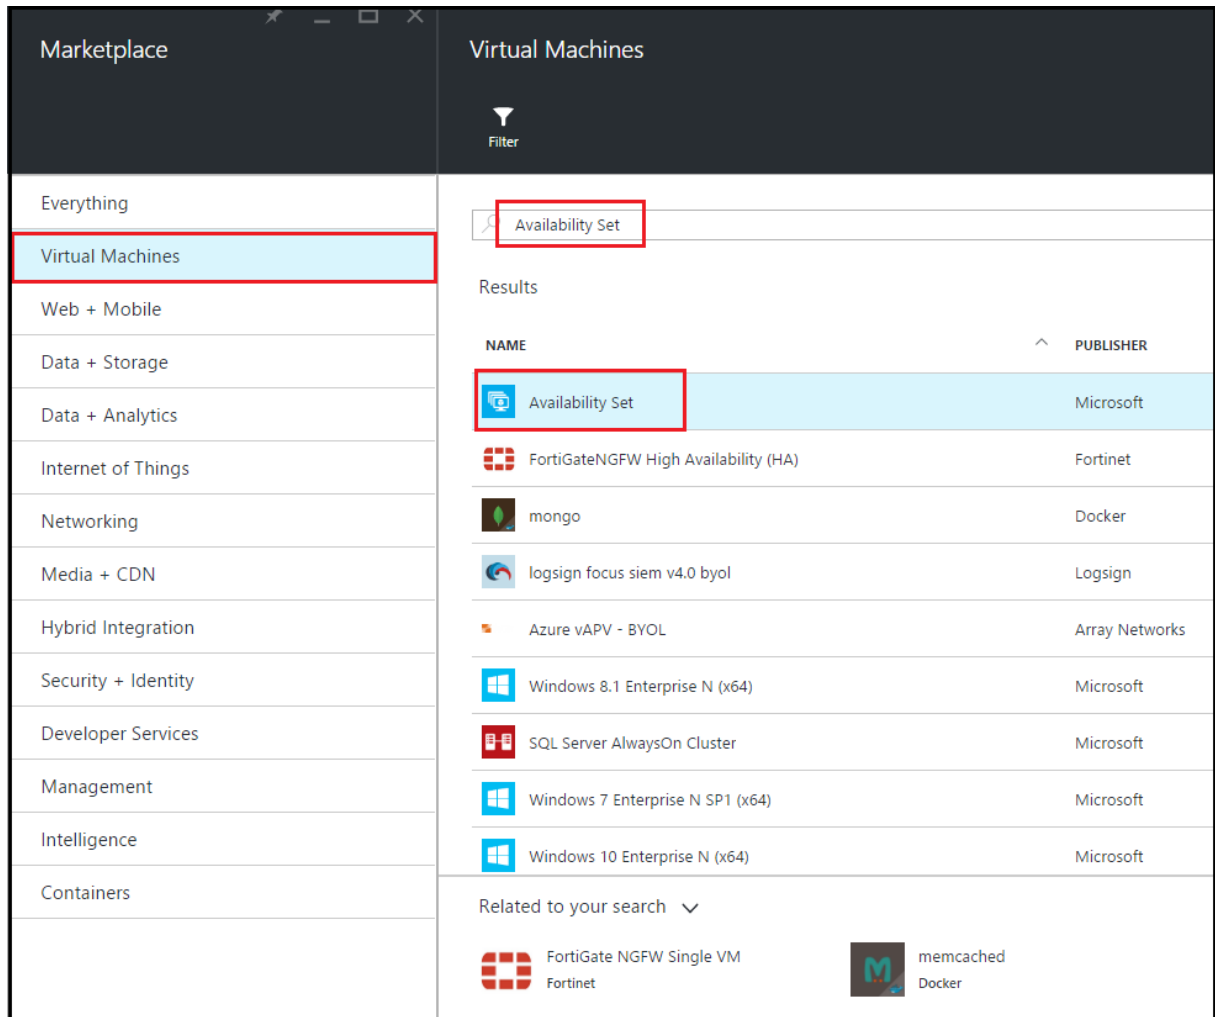 Marketplace
Everything
Virtual Machines
Web + Mobile
Data + Storage
Data + Analytics
Internet of Things
Networking
Media + CDN
Hybrid Integration
Security + Identity
Developer Services
Management
Intelligence
Containers
Virtual Machines
Filter
Availability Set
Results
NAME PUBLISHER
Availability Set Microsoft
FortiGateNGFW High Availability (HA) Fortinet
mongo Docker
logsign focus siem v4.0 byol Logsign
Azure vAPV - BYOL Array Networks
Windows 8.1 Enterprise N (x64) Microsoft
SQL Server AlwaysOn Cluster Microsoft
Windows 7 Enterprise N SP1 (x64) Microsoft
Windows 10 Enterprise N (x64) Microsoft
Related to your search
FortiGate NGFW Single VM
Fortinet
memcached
Docker